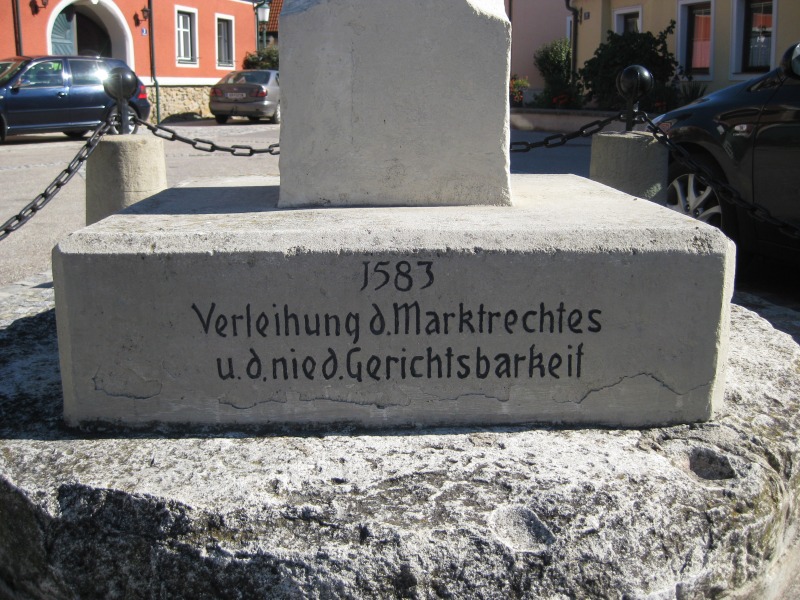 1583
Verleihung d.Marktrechtes
u.d.nied.Gerichtsbarkeit